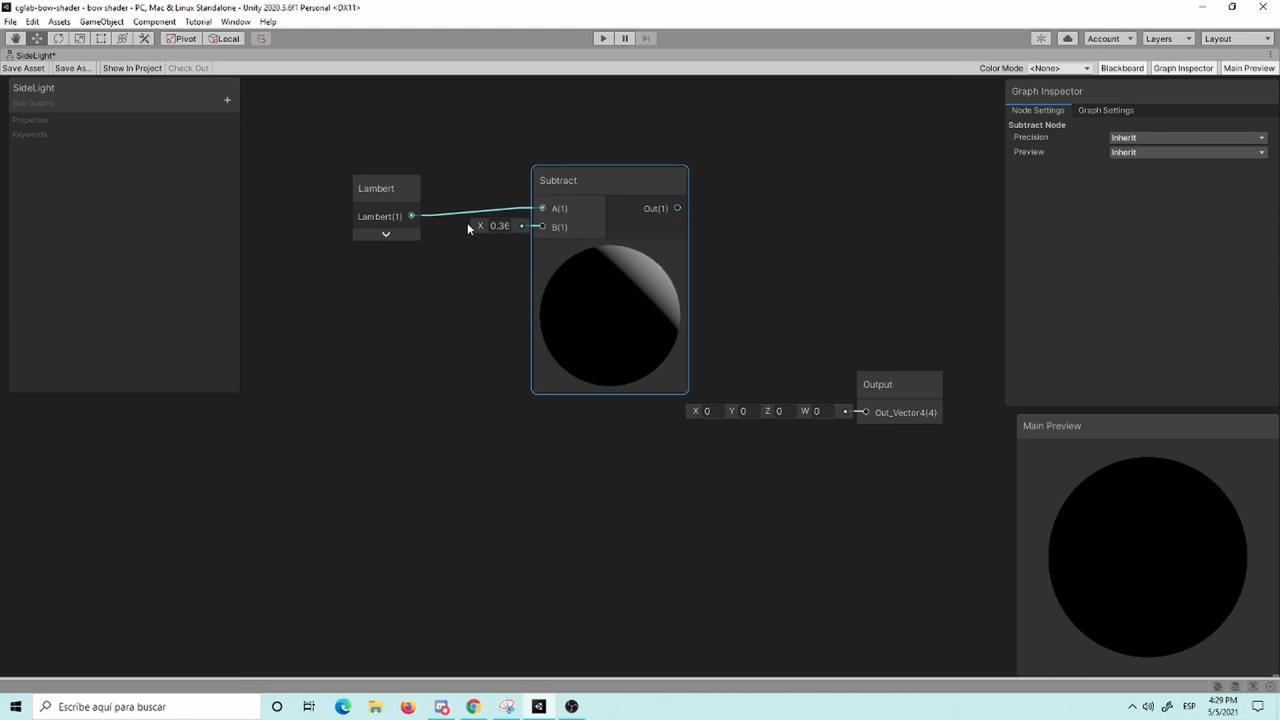 cglab-bow-shader - bow shader - PC, Mac & Linux Standalone - Unity 2020.3.6f1 Personal <DX11>
File Edit Assets GameObject Component Tutorial Window Help
Pivot Local Account Layers Layout
SideLight*
Save Asset Save As... Show In Project Check Out Color Mode <None> Blackboard Graph Inspector Main Preview
SideLight
Sub Graphs
Properties
Keywords
Lambert
Lambert(1)
X 0.36
Subtract
A(1) Out(1)
B(1)
X 0 Y 0 Z 0 W 0
Output
Out_Vector4(4)
Graph Inspector
Node Settings Graph Settings
Subtract Node
Precision Inherit
Preview Inherit
Main Preview
Escribe aquí para buscar
ESP
4:29 PM
5/5/2021